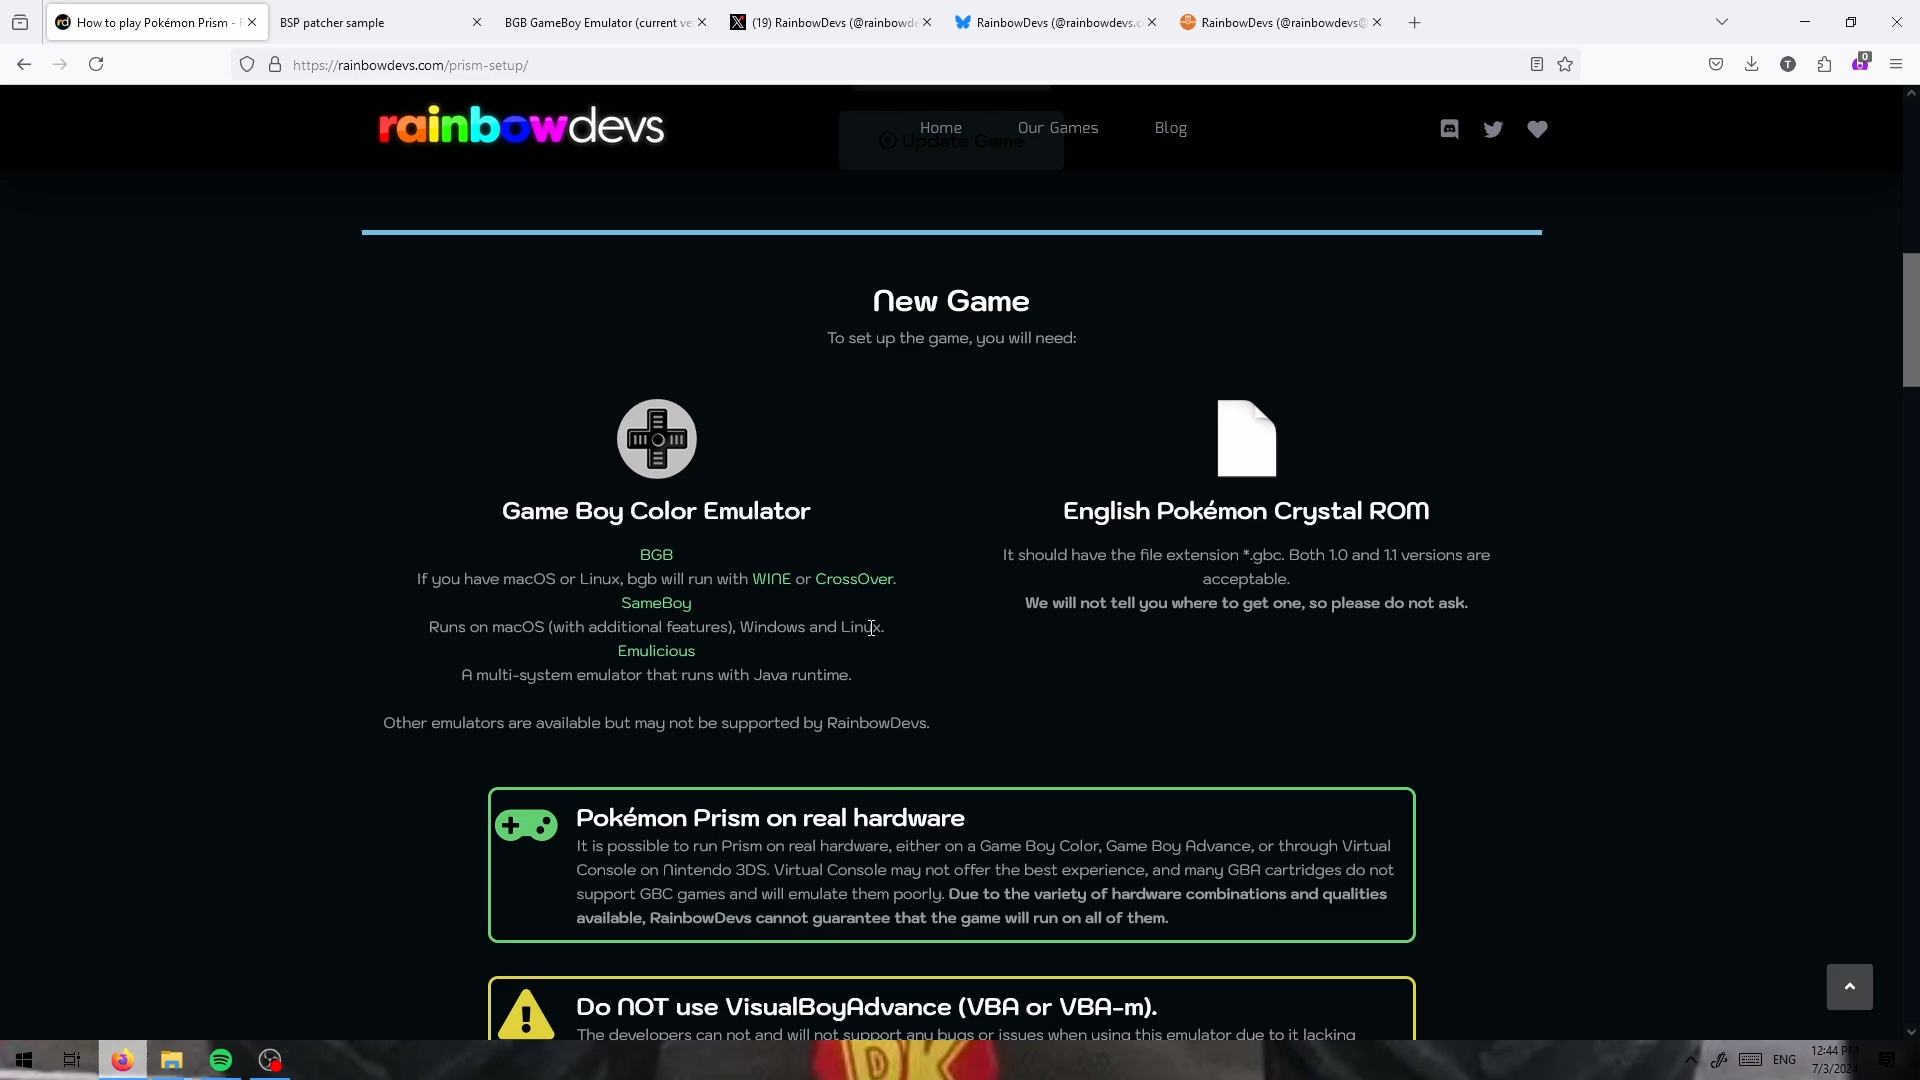 How to play Pokémon Prism -
BSP patcher sample
BGB GameBoy Emulator (current ve
(19) RainbowDevs (@rainbowde
RainbowDevs (@rainbowdevs.c
RainbowDevs (@rainbowdevs@
https://rainbowdevs.com/prism-setup/
T
0
rainbowdevs
Home
Our Games
Blog
Update Game
New Game
To set up the game, you will need:
Game Boy Color Emulator
BGB
If you have macOS or Linux, bgb will run with WINE or CrossOver.
SameBoy
Runs on macOS (with additional features), Windows and Linux.
Emulicious
A multi-system emulator that runs with Java runtime.
Other emulators are available but may not be supported by RainbowDevs.
English Pokémon Crystal ROM
It should have the file extension *.gbc. Both 1.0 and 1.1 versions are
acceptable.
We will not tell you where to get one, so please do not ask.
Pokémon Prism on real hardware
It is possible to run Prism on real hardware, either on a Game Boy Color, Game Boy Advance, or through Virtual
Console on Nintendo 3DS. Virtual Console may not offer the best experience, and many GBA cartridges do not
support GBC games and will emulate them poorly. Due to the variety of hardware combinations and qualities
available, RainbowDevs cannot guarantee that the game will run on all of them.
Do NOT use VisualBoyAdvance (VBA or VBA-m).
The developers can not and will not support any bugs or issues when using this emulator due to it lacking
DK
ENG
12:44 PM